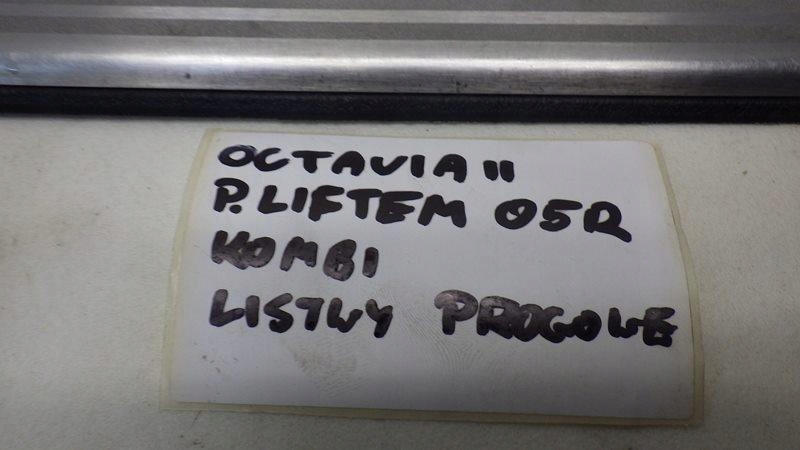 OCTAVIA II
P. LIFTEM 05R
KOMBI
LISTWY PROGOWE